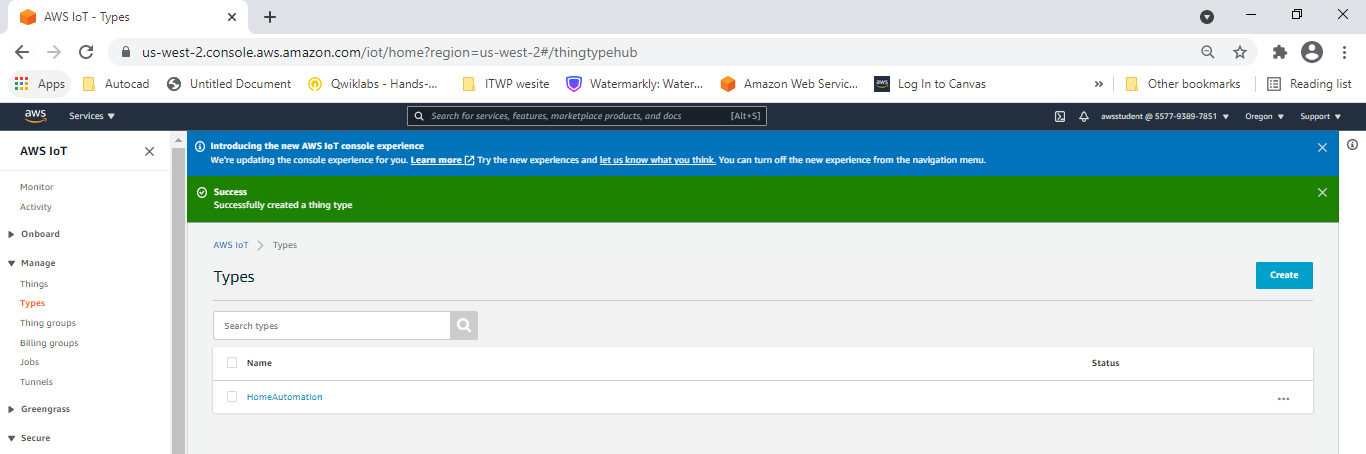 AWS IoT - Types
us-west-2.console.aws.amazon.com/iot/home?region=us-west-2#/thingtypehub
Apps Autocad Untitled Document Qwiklabs - Hands-... ITWP wesite Watermarkly: Water... Amazon Web Servic... aws Log In to Canvas » Other bookmarks Reading list
aws Services Search for services, features, marketplace products, and docs [Alt+S] awsstudent @ 5577-9389-7851 Oregon Support
AWS IoT
Monitor
Activity
Onboard
Manage
Things
Types
Thing groups
Billing groups
Jobs
Tunnels
Greengrass
Secure
Introducing the new AWS IoT console experience
We're updating the console experience for you. Learn more Try the new experiences and let us know what you think. You can turn off the new experience from the navigation menu.
Success
Successfully created a thing type
AWS IoT > Types
Types
Create
Search types
Name Status
HomeAutomation ...